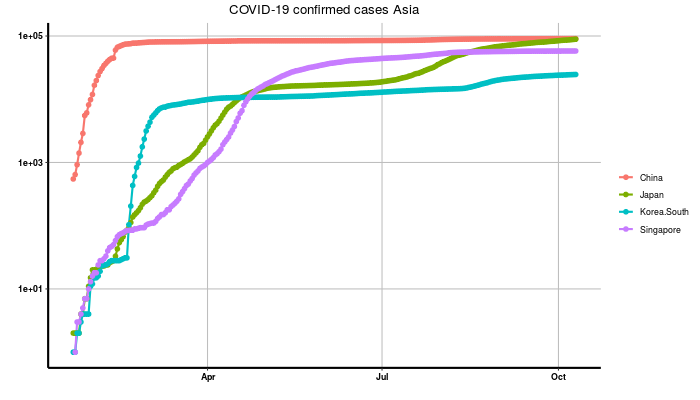 COVID-19 confirmed cases Asia
1e+05
1e+03
1e+01
Apr
Jul
Oct
China
Japan
Korea.South
Singapore